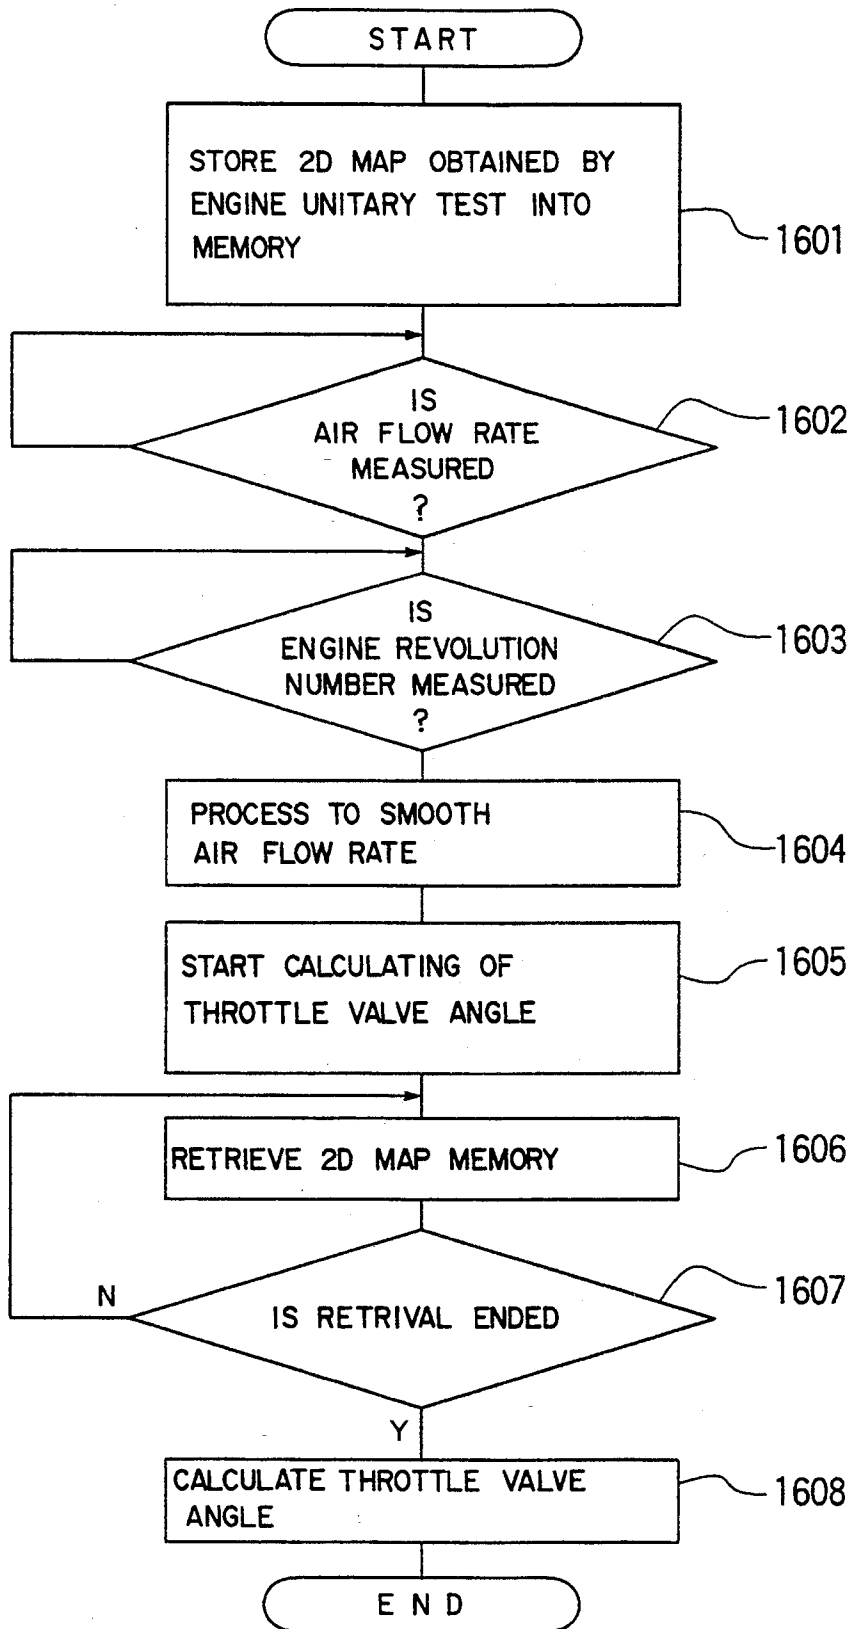 START
STORE 2D MAP OBTAINED BY
ENGINE UNITARY TEST INTO
MEMORY
1601
IS
AIR FLOW RATE
MEASURED
?
1602
IS
ENGINE REVOLUTION
NUMBER MEASURED
?
1603
PROCESS TO SMOOTH
AIR FLOW RATE
1604
START CALCULATING OF
THROTTLE VALVE ANGLE
1605
RETRIEVE 2D MAP MEMORY
1606
N
IS RETRIVAL ENDED
1607
Y
CALCULATE THROTTLE VALVE
ANGLE
1608
END